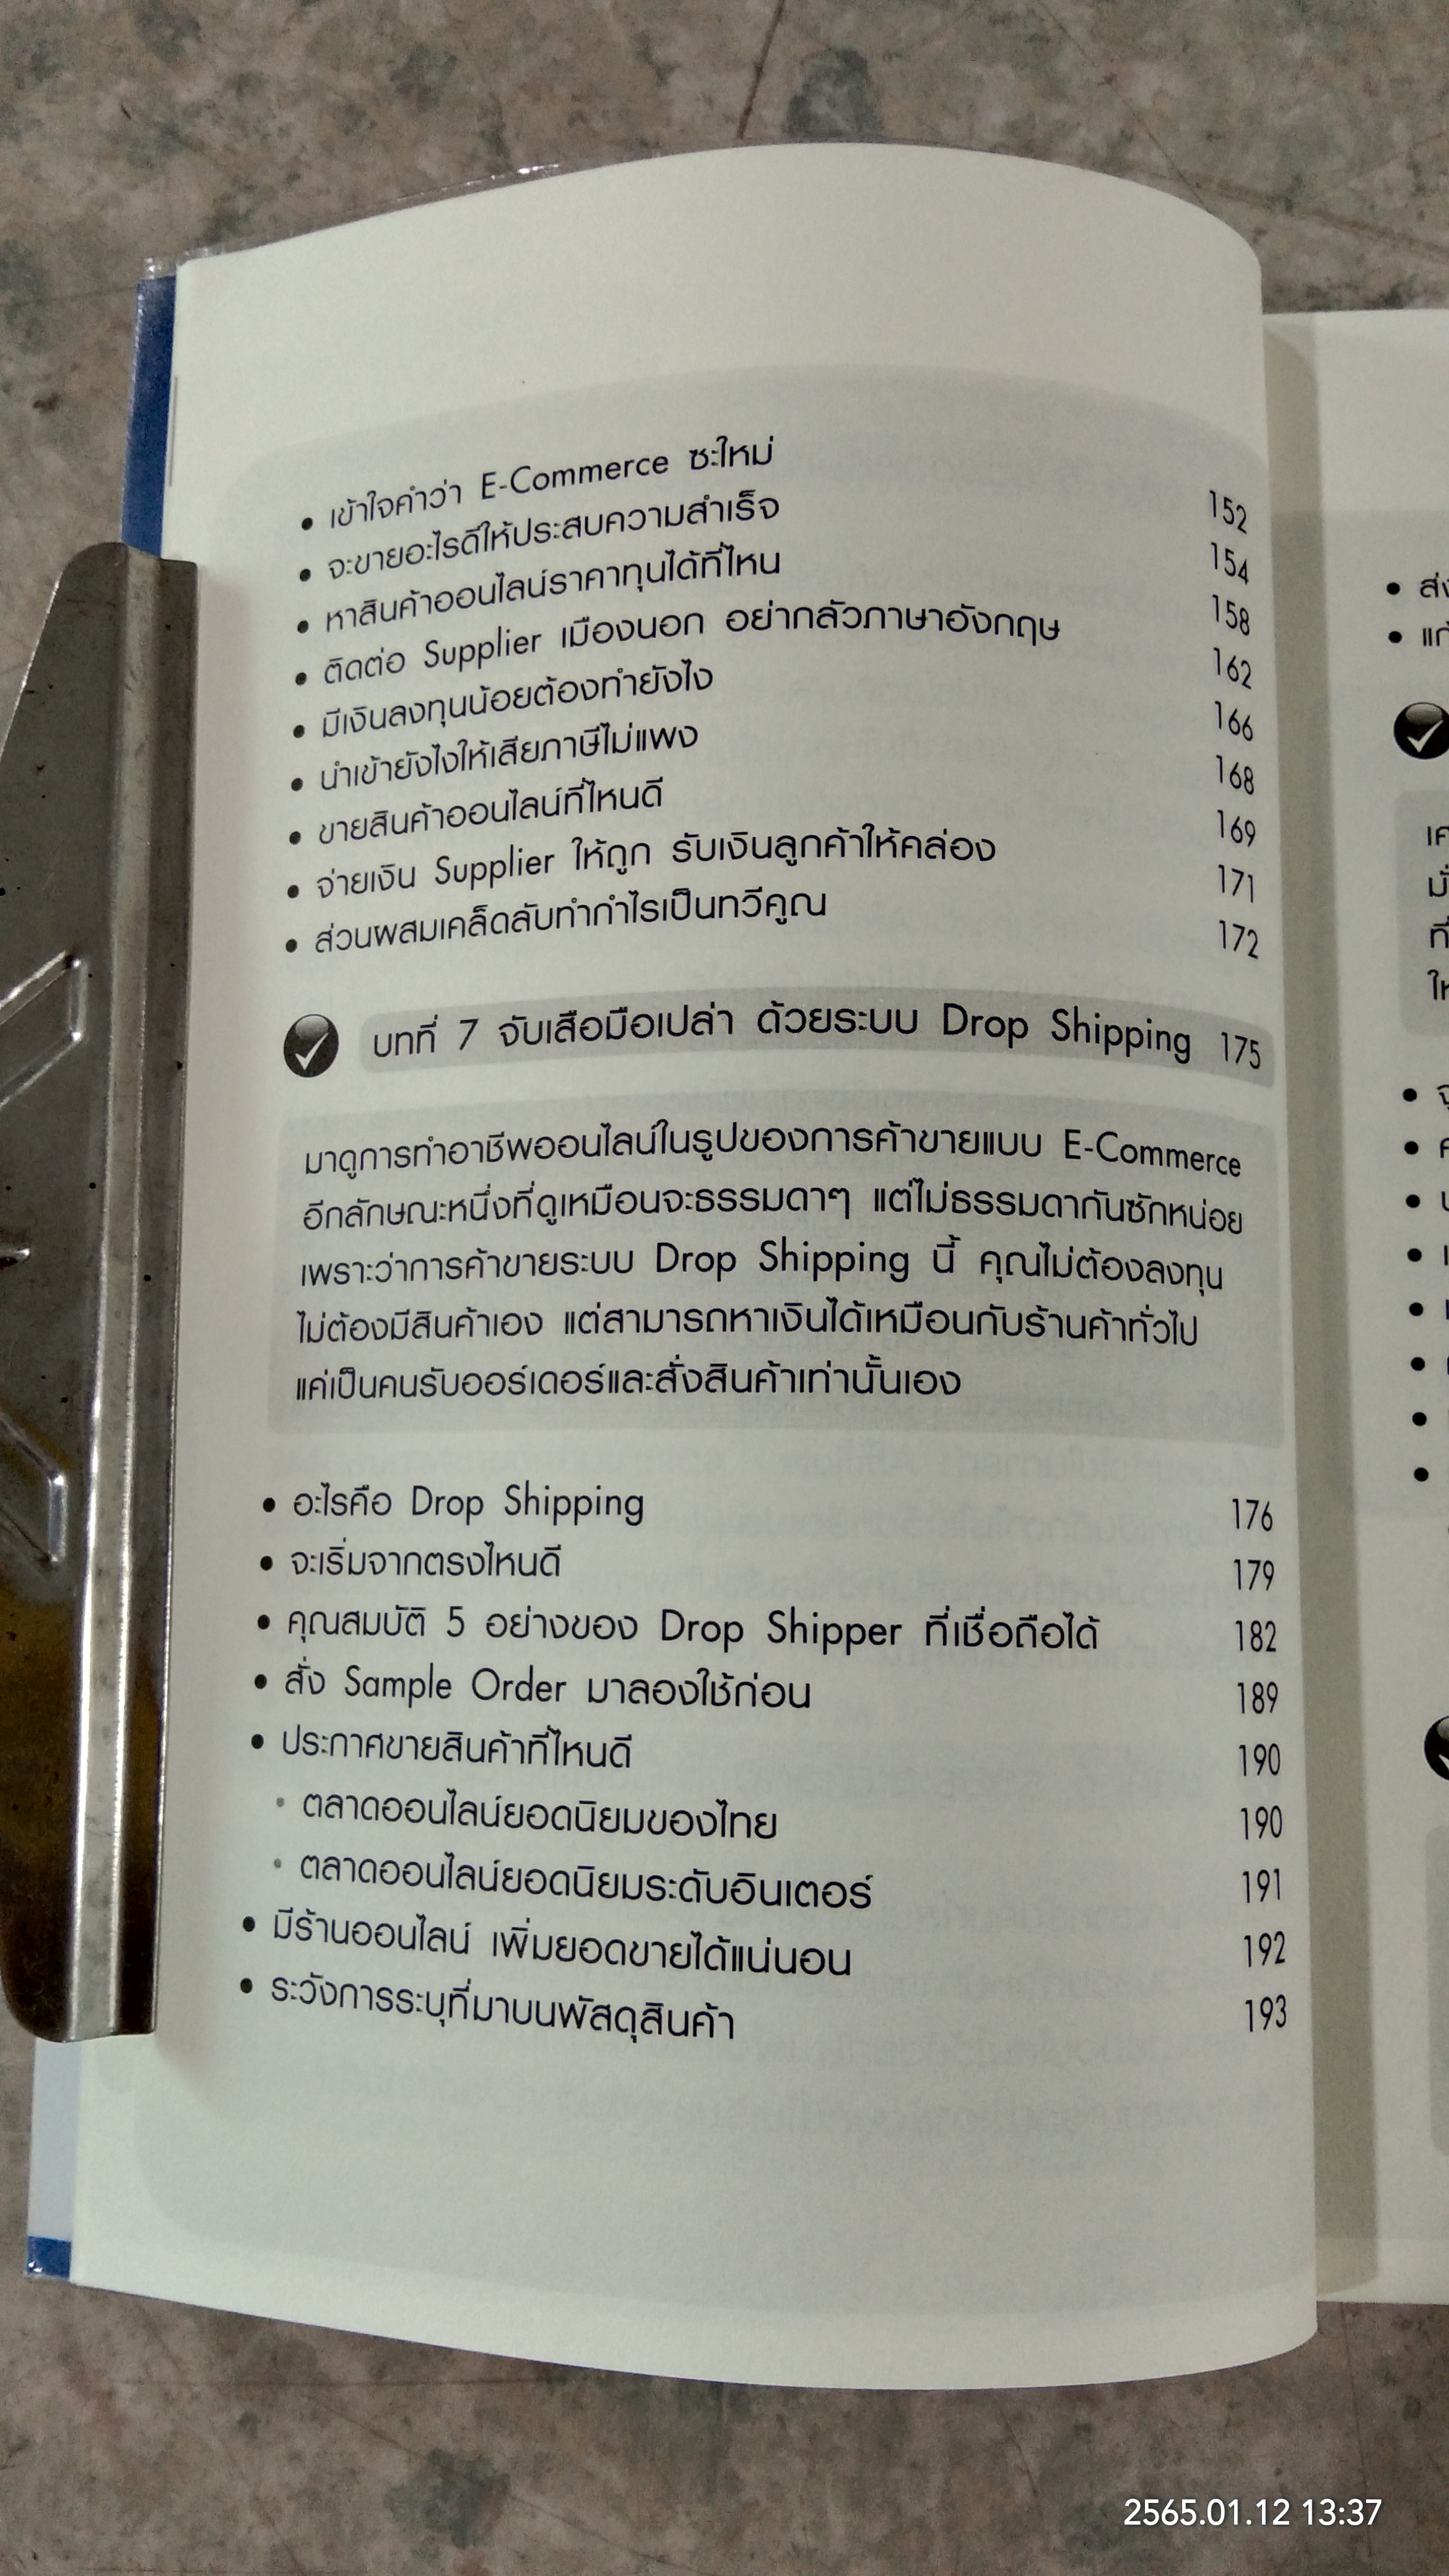 • เข้าใจคำว่า E-Commerce ซะใหม่ 152
• จะขายอะไรดีให้ประสบความสำเร็จ 154
• หาสินค้าออนไลน์ราคาทุนได้ที่ไหน 158
• ติดต่อ Supplier เมืองนอก อย่ากลัวภาษาอังกฤษ 162
• มีเงินลงทุนน้อยต้องทำยังไง 166
• นำเข้ายังไงให้เสียภาษีไม่แพง 168
• ขายสินค้าออนไลน์ที่ไหนดี 169
• จ่ายเงิน Supplier ให้ถูก รับเงินลูกค้าให้คล่อง 171
• ส่วนผสมเคล็ดลับทำกำไรเป็นทวีคูณ 172
บทที่ 7 จับเสือมือเปล่า ด้วยระบบ Drop Shipping 175
มาดูการทำอาชีพออนไลน์ในรูปของการค้าขายแบบ E-Commerce
อีกลักษณะหนึ่งที่ดูเหมือนจะธรรมดาๆ แต่ไม่ธรรมดากันซักหน่อย
เพราะว่าการค้าขายระบบ Drop Shipping นี้ คุณไม่ต้องลงทุน
ไม่ต้องมีสินค้าเอง แต่สามารถหาเงินได้เหมือนกับร้านค้าทั่วไป
แค่เป็นคนรับออร์เดอร์และสั่งสินค้าเท่านั้นเอง
• อะไรคือ Drop Shipping 176
• จะเริ่มจากตรงไหนดี 179
• คุณสมบัติ 5 อย่างของ Drop Shipper ที่เชื่อถือได้ 182
• สั่ง Sample Order มาลองใช้ก่อน 189
• ประกาศขายสินค้าที่ไหนดี 190
• ตลาดออนไลน์ยอดนิยมของไทย 190
• ตลาดออนไลน์ยอดนิยมระดับอินเตอร์ 191
• มีร้านออนไลน์ เพิ่มยอดขายได้แน่นอน 192
• ระวังการระบุที่มาบนพัสดุสินค้า 193
2565.01.12 13:37